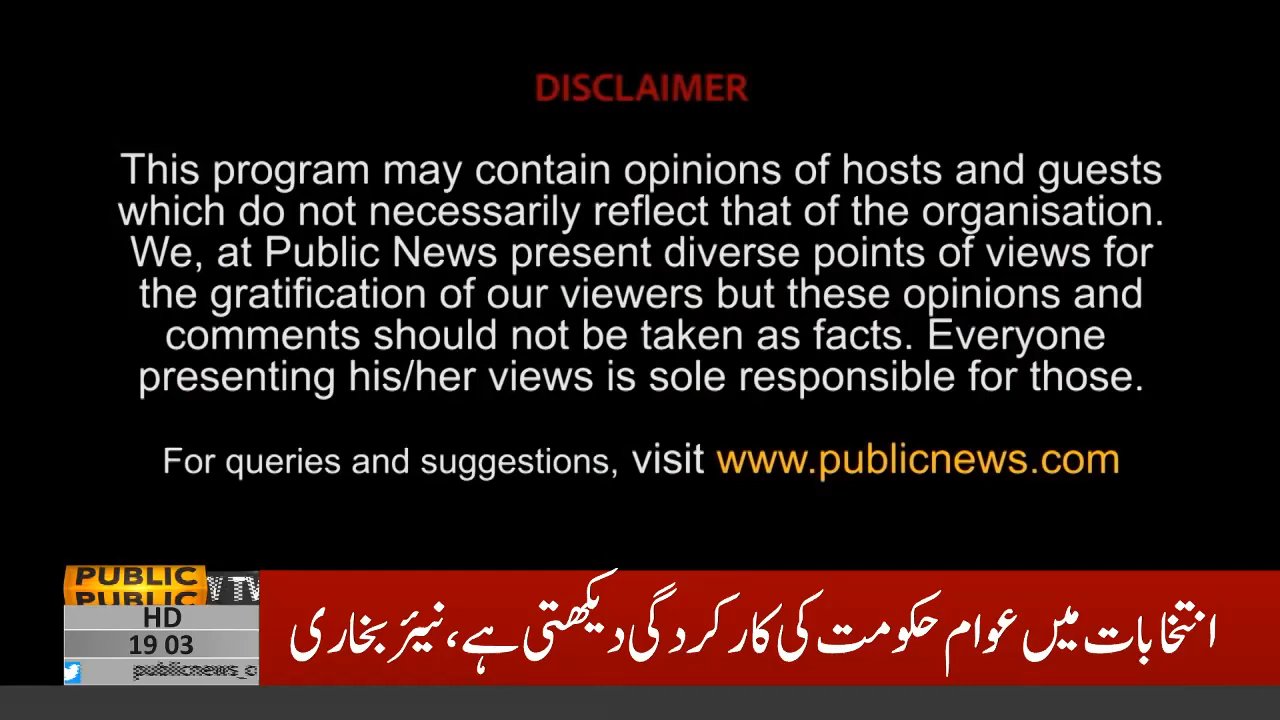 DISCLAIMER
This program may contain opinions of hosts and guests
which do not necessarily reflect that of the organisation.
We, at Public News present diverse points of views for
the gratification of our viewers but these opinions and
comments should not be taken as facts. Everyone
presenting his/her views is sole responsible for those.
For queries and suggestions, visit www.publicnews.com
PUBLIC
PUBLIC
HD
19 03
publicnews_c
انتخابات میں عوام حکومت کی کارکردگی دیکھتی ہے، نیئر بخاری